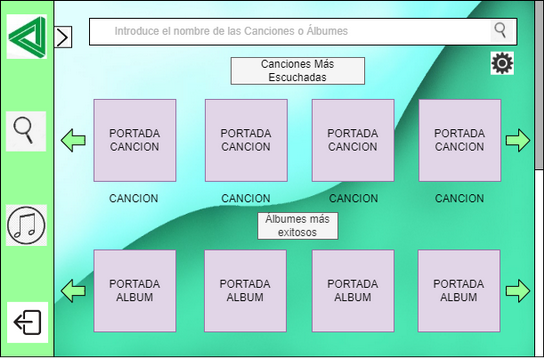 Introduce el nombre de las Canciones o Álbumes
Canciones Más
Escuchadas
PORTADA PORTADA PORTADA PORTADA
CANCION CANCION CANCION CANCION
CANCION CANCION CANCION CANCION
Álbumes más
exitosos
PORTADA PORTADA PORTADA PORTADA
ALBUM ALBUM ALBUM ALBUM